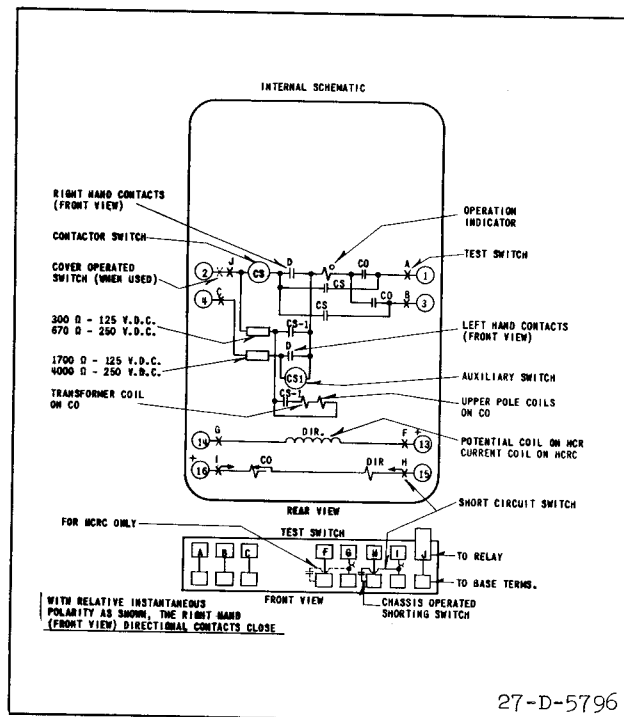 INTERNAL SCHEMATIC
RIGHT HAND CONTACTS
(FRONT VIEW)
CONTACTOR SWITCH
COVER OPERATED
SWITCH (WHEN USED)
300 Ω - 125 V.D.C.
670 Ω - 250 V.D.C.
1700 Ω - 125 V.D.C.
4000 Ω - 250 V.D.C.
TRANSFORMER COIL
ON CO
OPERATION
INDICATOR
TEST SWITCH
LEFT HAND CONTACTS
(FRONT VIEW)
AUXILIARY SWITCH
UPPER POLE COILS
ON CO
POTENTIAL COIL ON HCR
CURRENT COIL ON HCRC
SHORT CIRCUIT SWITCH
2 J CS D O CO A 1
CS
4 C CO B 3
CS
CS-1
D
CS1
CS-1
14 G DIR. F + 13
+ 16 I CO DIR H 15
REAR VIEW
FOR HCRC ONLY
TEST SWITCH
A B C F G H I J
TO RELAY
TO BASE TERMS.
FRONT VIEW
CHASSIS OPERATED
SHORTING SWITCH
WITH RELATIVE INSTANTANEOUS
POLARITY AS SHOWN, THE RIGHT HAND
(FRONT VIEW) DIRECTIONAL CONTACTS CLOSE
27-D-5796